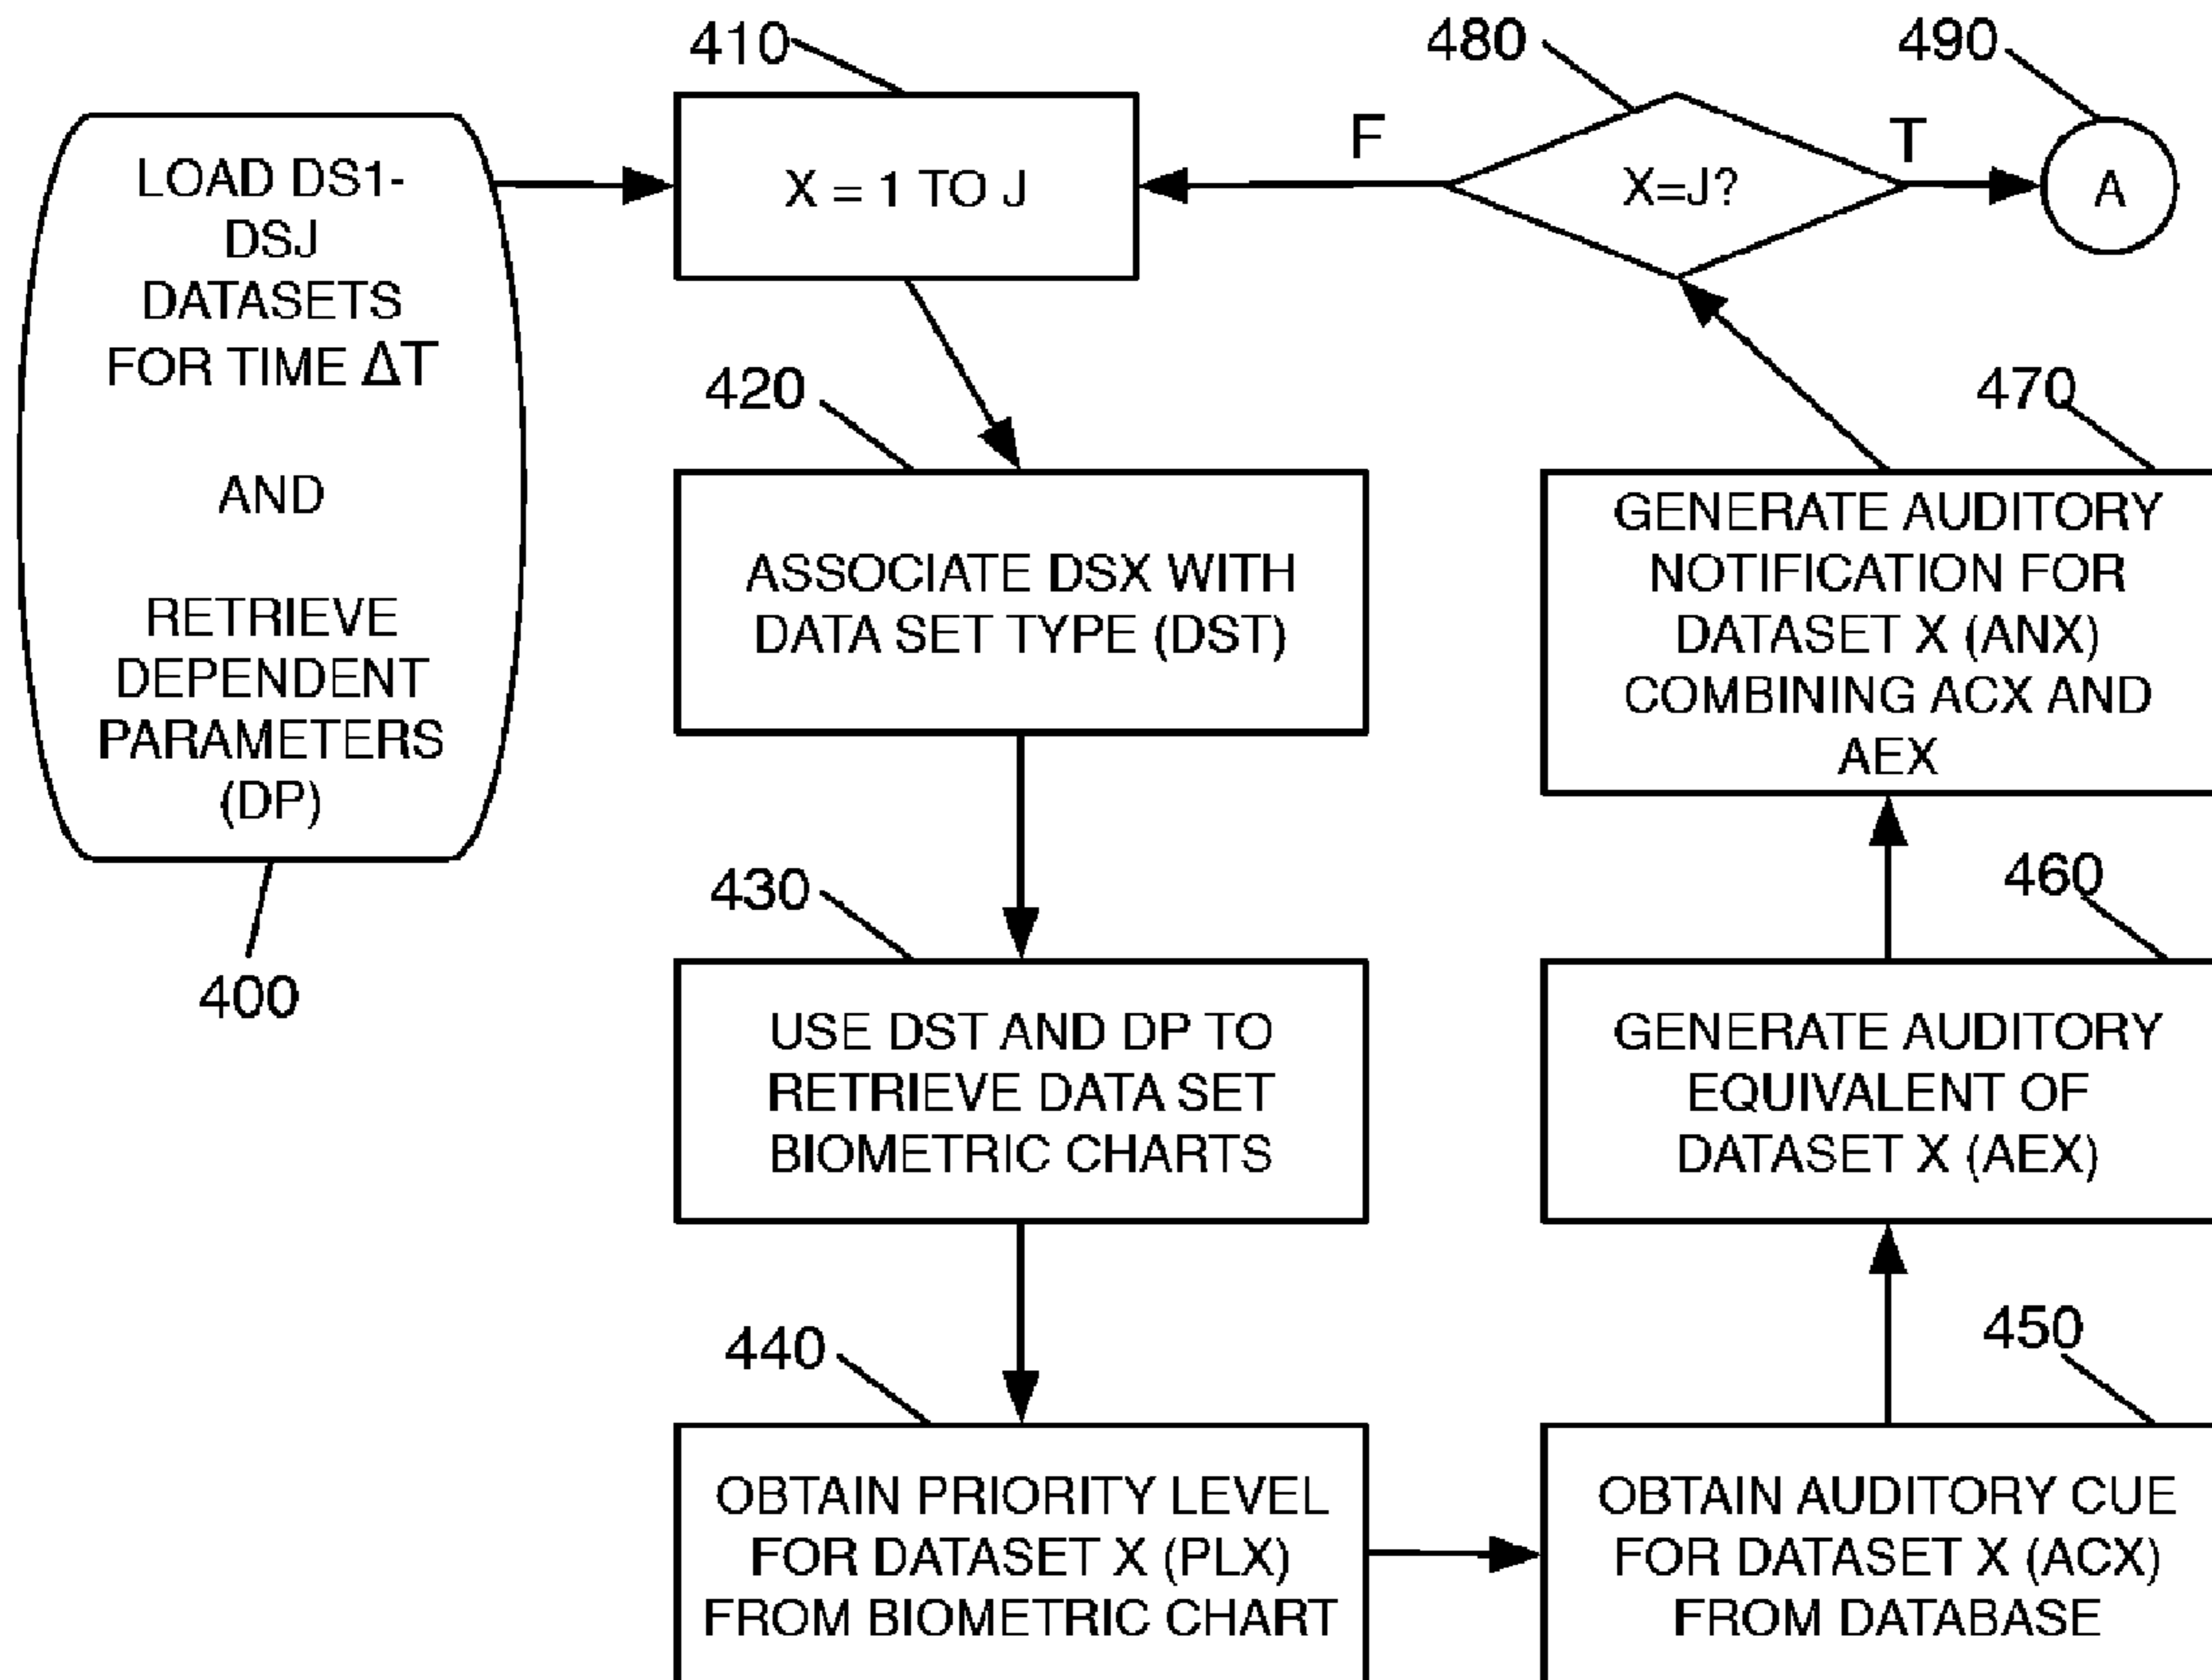 LOAD DS1-
DSJ
DATASETS
FOR TIME ΔT
AND
RETRIEVE
DEPENDENT
PARAMETERS
(DP)
400
410
X = 1 TO J
420
ASSOCIATE DSX WITH
DATA SET TYPE (DST)
430
USE DST AND DP TO
RETRIEVE DATA SET
BIOMETRIC CHARTS
440
OBTAIN PRIORITY LEVEL
FOR DATASET X (PLX)
FROM BIOMETRIC CHART
450
OBTAIN AUDITORY CUE
FOR DATASET X (ACX)
FROM DATABASE
460
GENERATE AUDITORY
EQUIVALENT OF
DATASET X (AEX)
470
GENERATE AUDITORY
NOTIFICATION FOR
DATASET X (ANX)
COMBINING ACX AND
AEX
480
X=J?
F
T
490
A